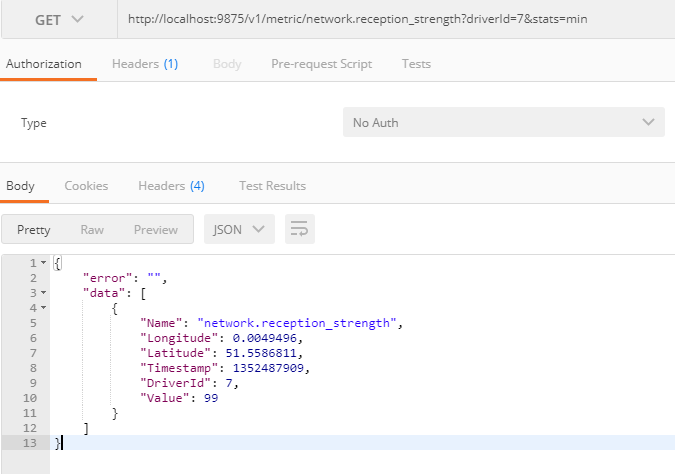 GET http://localhost:9875/v1/metric/network.reception_strength?driverId=7&stats=min
Authorization Headers (1) Body Pre-request Script Tests
Type No Auth
Body Cookies Headers (4) Test Results
Pretty Raw Preview JSON
1 {
2 "error": "",
3 "data": [
4 {
5 "Name": "network.reception_strength",
6 "Longitude": 0.0049496,
7 "Latitude": 51.5586811,
8 "Timestamp": 1352487909,
9 "DriverId": 7,
10 "Value": 99
11 }
12 ]
13 }